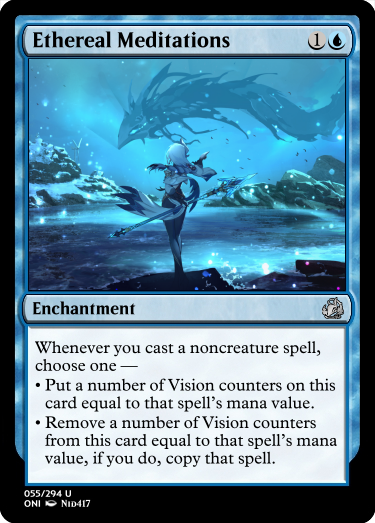 Ethereal Meditations 1
Enchantment
Whenever you cast a noncreature spell,
choose one —
• Put a number of Vision counters on this
card equal to that spell's mana value.
• Remove a number of Vision counters
from this card equal to that spell's mana
value, if you do, copy that spell.
055/294 U
ONI Nid417